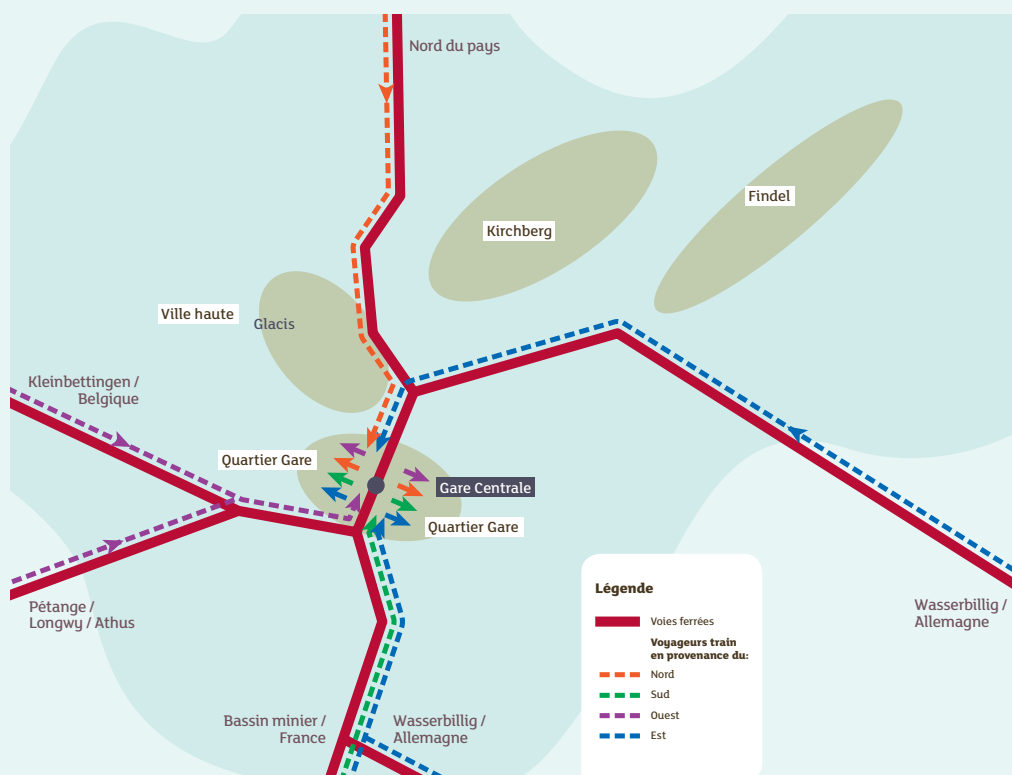 Nord du pays
Findel
Kirchberg
Ville haute
Glacis
Kleinbettingen /
Belgique
Quartier Gare
Gare Centrale
Quartier Gare
Pétange /
Longwy / Athus
Wasserbillig /
Allemagne
Bassin minier /
France
Wasserbillig /
Allemagne
Légende
Voies ferrées
Voyageurs train
en provenance du:
Nord
Sud
Ouest
Est